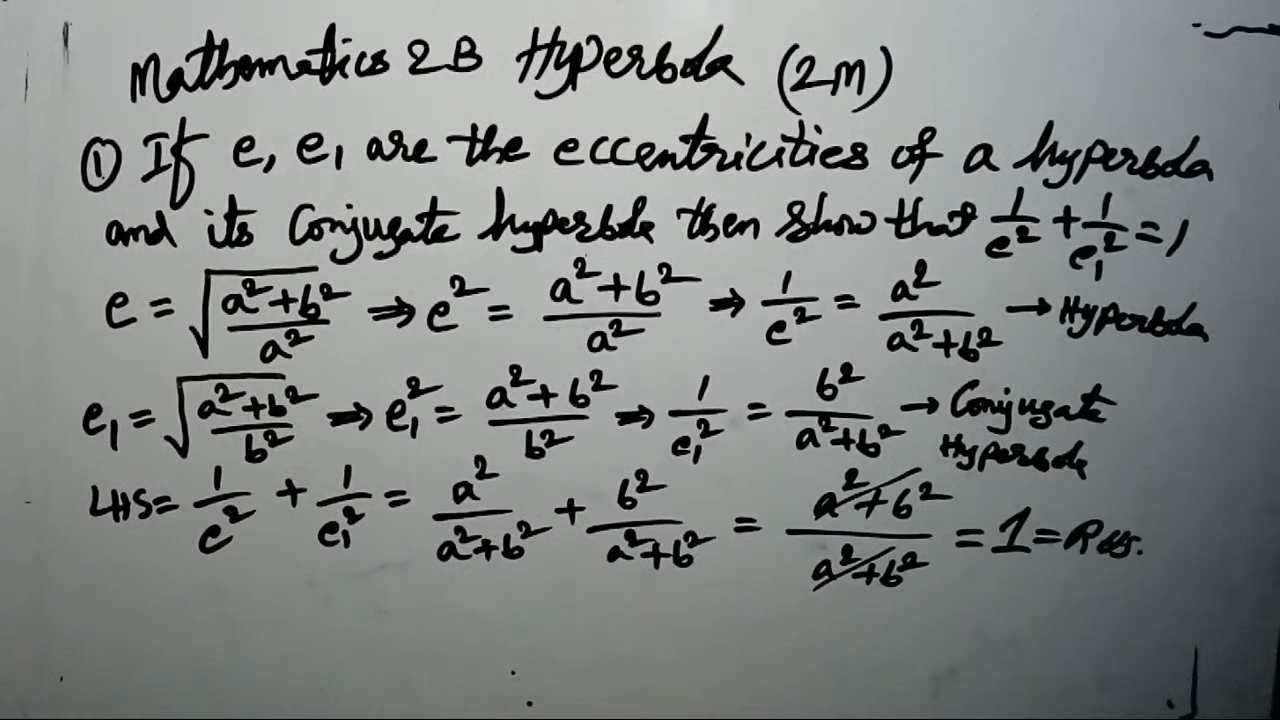 Mathematics 2B Hyperbola (2M)
① If e, e₁ are the eccentricities of a hyperbola
and its Conjugate hyperbola then show that 1/e² + 1/e₁² = 1
e = √((a²+b²)/a²) ⇒ e² = (a²+b²)/a² ⇒ 1/e² = a²/(a²+b²) → Hyperbola
e₁ = √((a²+b²)/b²) ⇒ e₁² = (a²+b²)/b² ⇒ 1/e₁² = b²/(a²+b²) → Conjugate
Hyperbola
LHS = 1/e² + 1/e₁² = a²/(a²+b²) + b²/(a²+b²) = (a²+b²)/(a²+b²) = 1 = RHS.